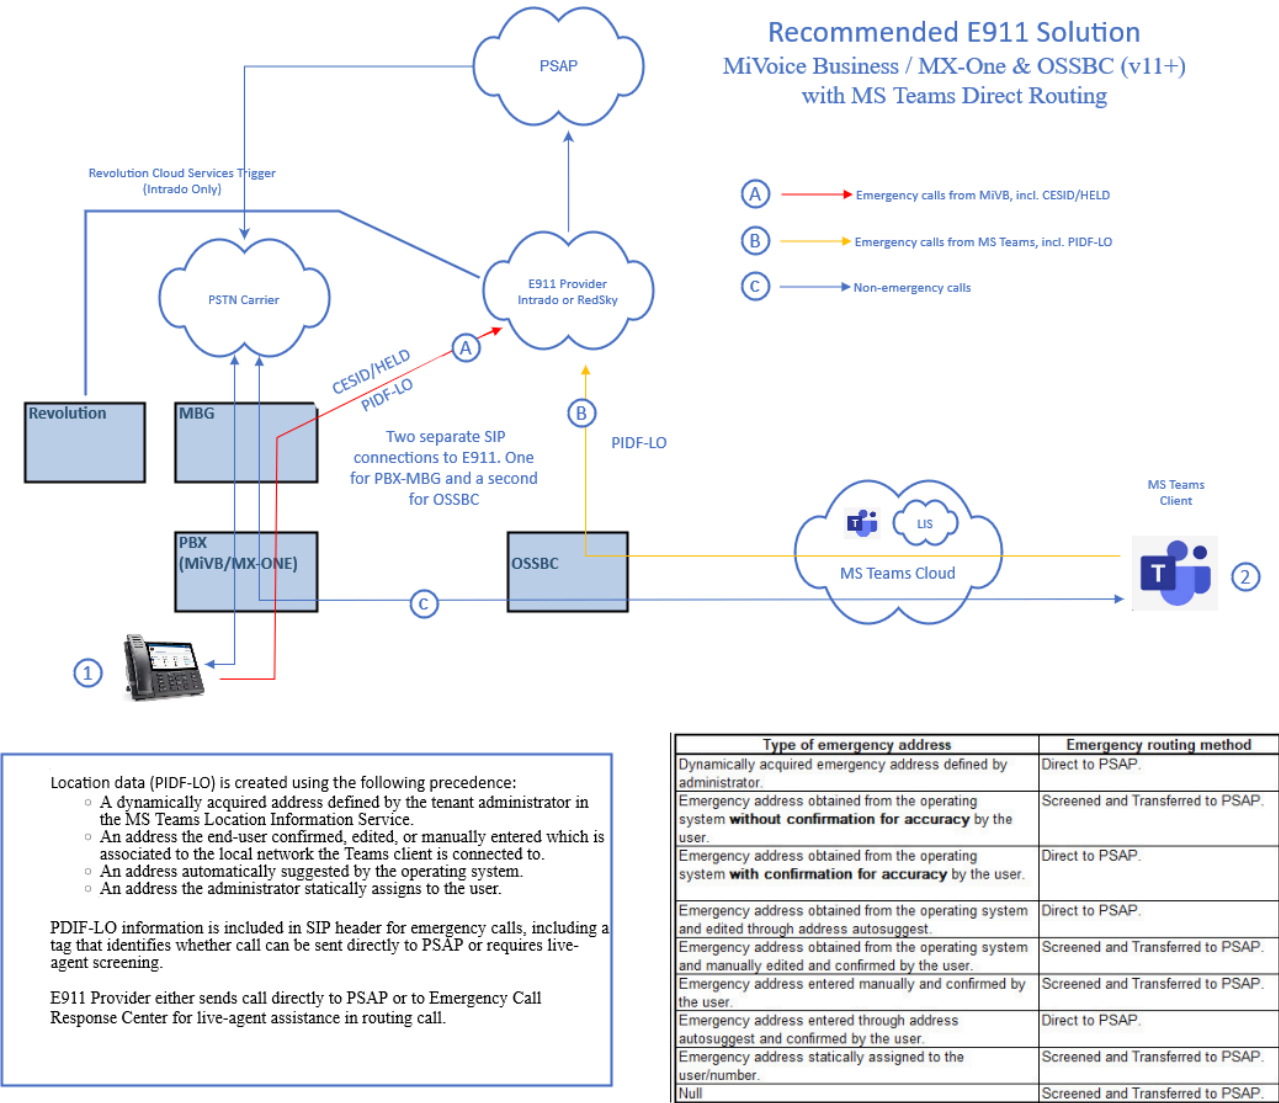 Recommended E911 Solution
MiVoice Business / MX-One & OSSBC (v11+)
with MS Teams Direct Routing
PSAP
Revolution Cloud Services Trigger
(Intrado Only)
A
Emergency calls from MiVB, incl. CESID/HELD
B
Emergency calls from MS Teams, incl. PIDF-LO
C
Non-emergency calls
PSTN Carrier
E911 Provider
Intrado or RedSky
A
CESID/HELD
PIDF-LO
Revolution
MBG
B
Two separate SIP
connections to E911. One
for PBX-MBG and a second
for OSSBC
PIDF-LO
MS Teams
Client
T
LIS
PBX
(MiVB/MX-ONE)
OSSBC
MS Teams Cloud
T
2
C
1
Location data (PIDF-LO) is created using the following precedence:
○ A dynamically acquired address defined by the tenant administrator in
the MS Teams Location Information Service.
○ An address the end-user confirmed, edited, or manually entered which is
associated to the local network the Teams client is connected to.
○ An address automatically suggested by the operating system.
○ An address the administrator statically assigns to the user.
PDIF-LO information is included in SIP header for emergency calls, including a
tag that identifies whether call can be sent directly to PSAP or requires live-
agent screening.
E911 Provider either sends call directly to PSAP or to Emergency Call
Response Center for live-agent assistance in routing call.
Type of emergency address Emergency routing method
Dynamically acquired emergency address defined by Direct to PSAP.
administrator.
Emergency address obtained from the operating Screened and Transferred to PSAP.
system without confirmation for accuracy by the
user.
Emergency address obtained from the operating Direct to PSAP.
system with confirmation for accuracy by the user.
Emergency address obtained from the operating system Direct to PSAP.
and edited through address autosuggest.
Emergency address obtained from the operating system Screened and Transferred to PSAP.
and manually edited and confirmed by the user.
Emergency address entered manually and confirmed by Screened and Transferred to PSAP.
the user.
Emergency address entered through address Direct to PSAP.
autosuggest and confirmed by the user.
Emergency address statically assigned to the Screened and Transferred to PSAP.
user/number.
Null Screened and Transferred to PSAP.